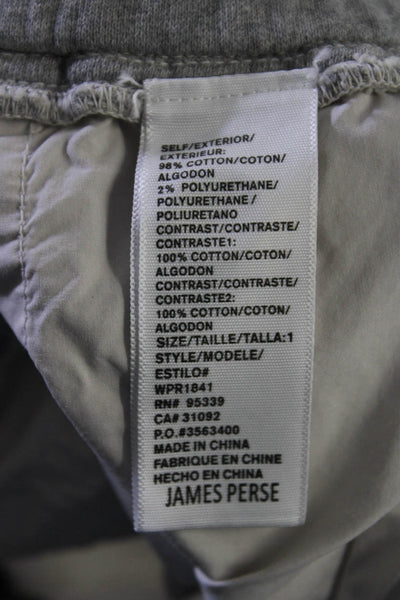 SELF/EXTERIOR/
EXTERIEUR:
98% COTTON/COTON/
ALGODON
2% POLYURETHANE/
POLYURETHANE/
POLIURETANO
CONTRAST/CONTRASTE/
CONTRASTE1:
100% COTTON/COTON/
ALGODON
CONTRAST/CONTRASTE/
CONTRASTE2:
100% COTTON/COTON/
ALGODON
SIZE/TAILLE/TALLA:1
STYLE/MODELE/
ESTILO#
WPR1841
RN# 95339
CA# 31092
P.O.#3563400
MADE IN CHINA
FABRIQUE EN CHINE
HECHO EN CHINA
JAMES PERSE